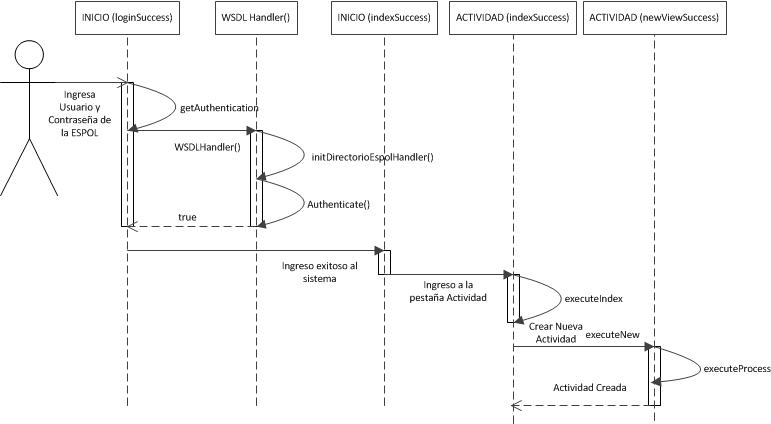 INICIO (loginSuccess)
WSDL Handler()
INICIO (indexSuccess)
ACTIVIDAD (indexSuccess)
ACTIVIDAD (newViewSuccess)
Ingresa
Usuario y
Contraseña de
la ESPOL
getAuthentication
WSDLHandler()
initDirectorioEspolHandler()
Authenticate()
true
Ingreso exitoso al
sistema
Ingreso a la
pestaña Actividad
executeIndex
Crear Nueva
Actividad
executeNew
executeProcess
Actividad Creada